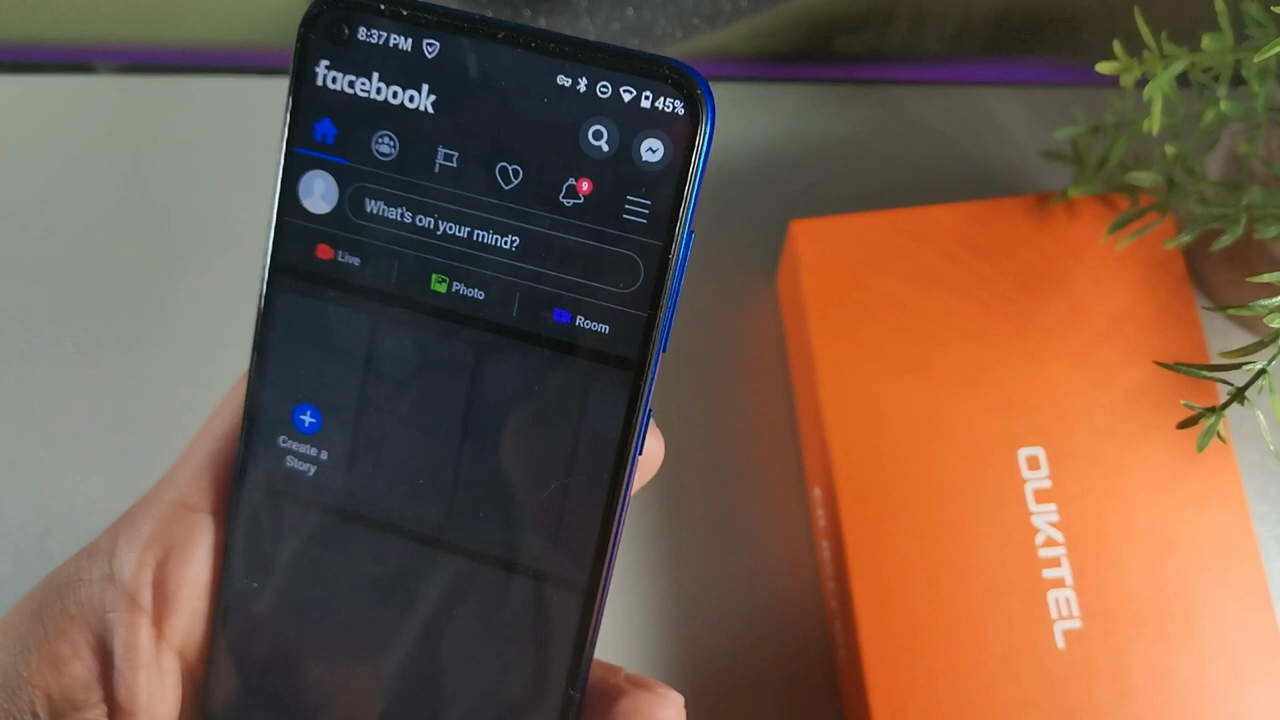 8:37 PM
45%
facebook
9
What's on your mind?
Live
Photo
Room
Create a
Story
OUKITEL